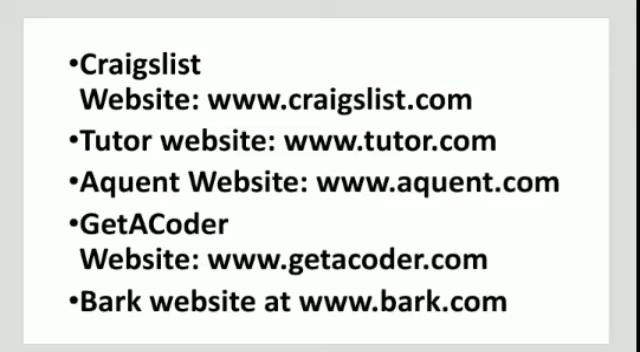 •Craigslist
Website: www.craigslist.com
•Tutor website: www.tutor.com
•Aquent Website: www.aquent.com
•GetACoder
Website: www.getacoder.com
•Bark website at www.bark.com